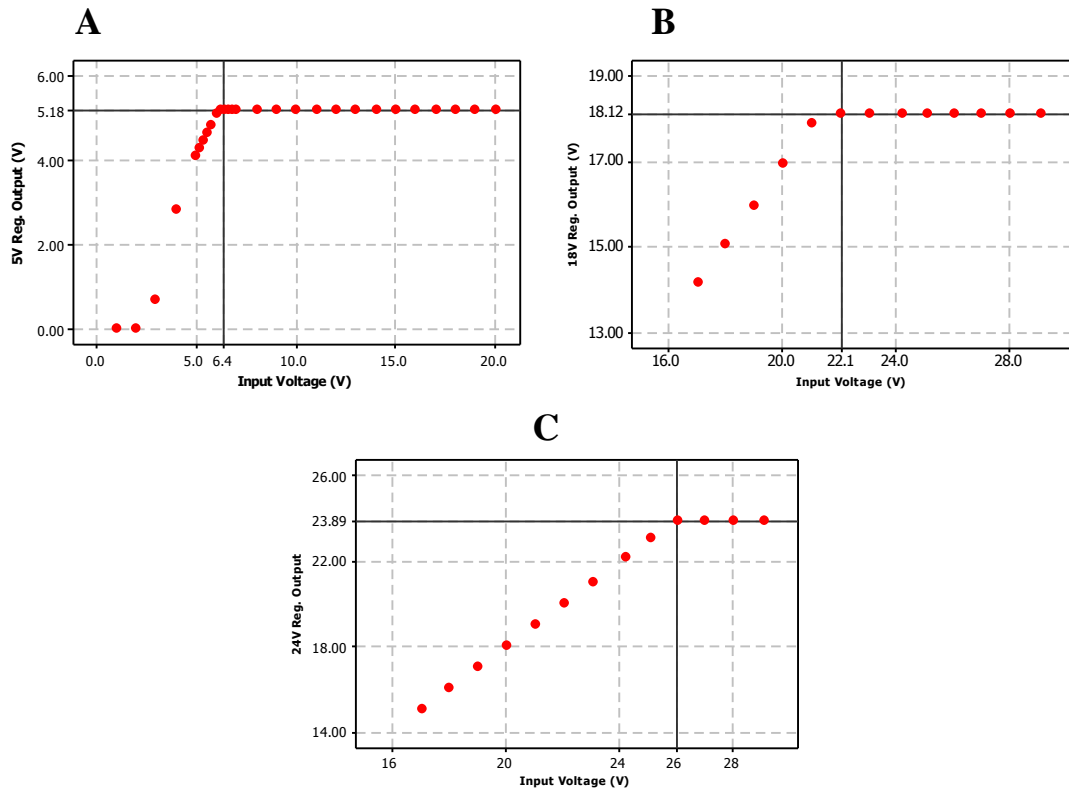 A
6.00
5.18
4.00
2.00
0.00
5V Reg. Output (V)
0.0 5.0 6.4 10.0 15.0 20.0
Input Voltage (V)
B
19.00
18.12
17.00
15.00
13.00
18V Reg. Output (V)
16.0 20.0 22.1 24.0 28.0
Input Voltage (V)
C
26.00
23.89
22.00
18.00
14.00
24V Reg. Output
16 20 24 26 28
Input Voltage (V)